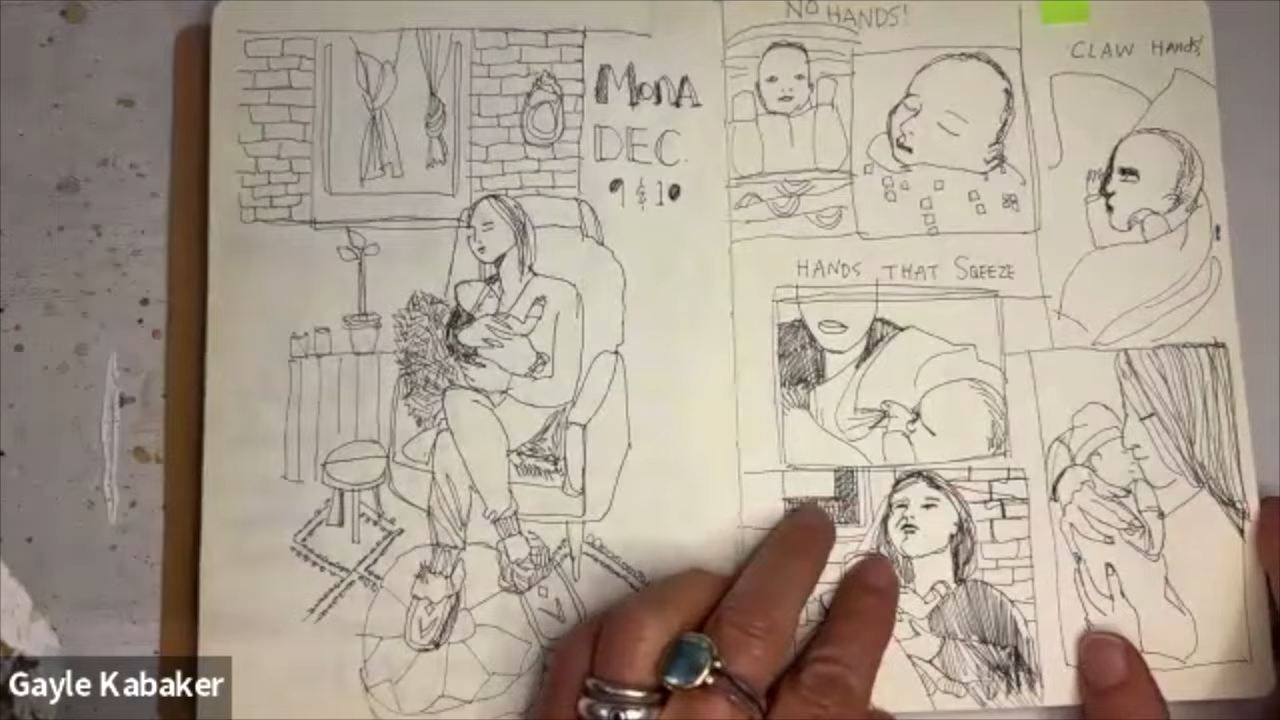 MONA
DEC.
9 & 10
NO HANDS!
CLAW HANDS!
HANDS THAT SQEEZE
Gayle Kabaker